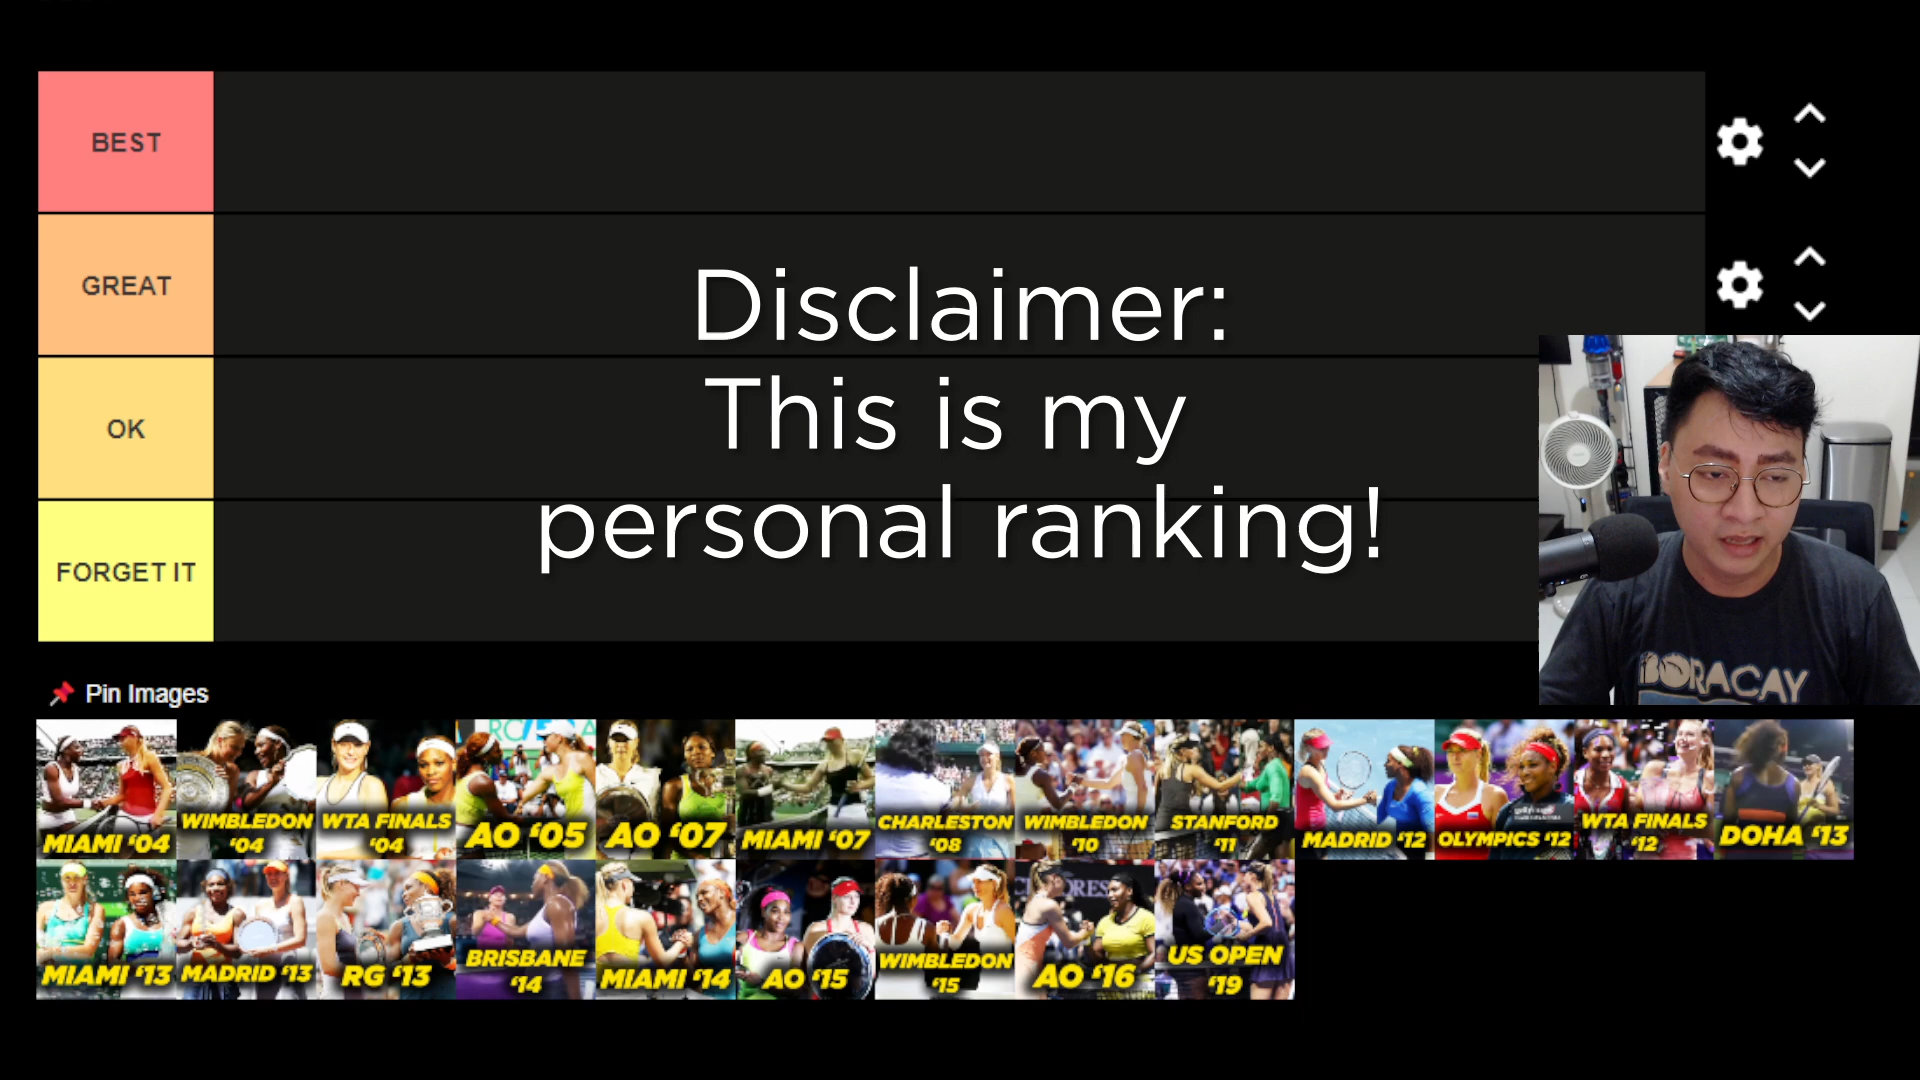 BEST
GREAT
OK
FORGET IT
Disclaimer:
This is my
personal ranking!
BORACAY
Pin Images
MIAMI ‘04
WIMBLEDON
‘04
WTA FINALS
‘04
AO ‘05
AO ‘07
MIAMI ‘07
CHARLESTON
‘08
WIMBLEDON
‘10
STANFORD
‘11
MADRID ‘12
OLYMPICS ‘12
WTA FINALS
‘12
DOHA ‘13
MIAMI ‘13
MADRID ‘13
RG ‘13
BRISBANE
‘14
MIAMI ‘14
AO ‘15
WIMBLEDON
‘15
AO ‘16
US OPEN
‘19